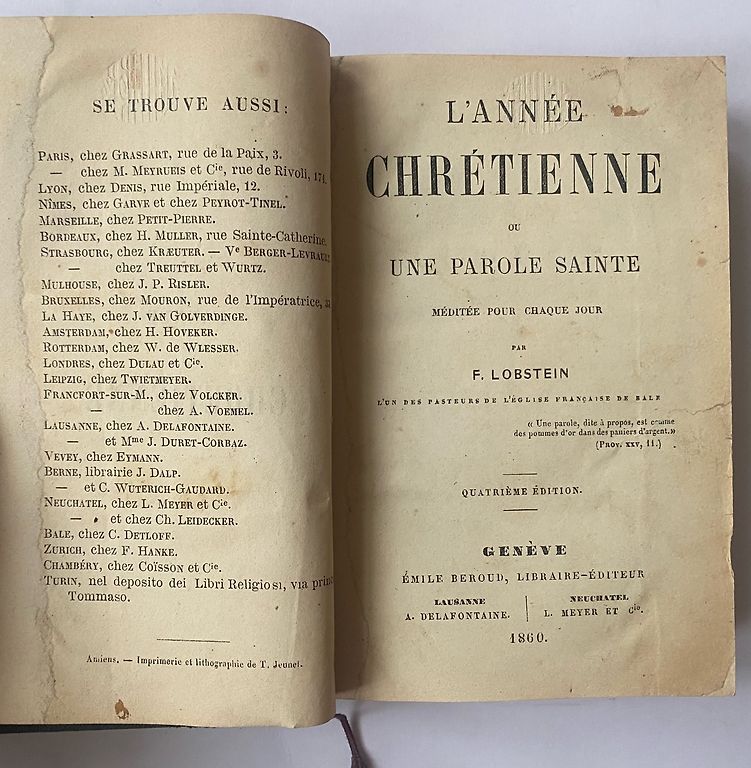 SE TROUVE AUSSI :
PARIS, chez GRASSART, rue de la Paix, 3.
— chez M. MEYRUEIS et Cie, rue de Rivoli, 174.
LYON, chez DENIS, rue Impériale, 12.
NÎMES, chez GARVE et chez PEYROT-TINEL.
MARSEILLE, chez PETIT-PIERRE.
BORDEAUX, chez H. MULLER, rue Sainte-Catherine.
STRASBOURG, chez KRÆUTER. — Ve BERGER-LEVRAULT
— chez TREUTTEL et WURTZ.
MULHOUSE, chez J. P. RISLER.
BRUXELLES, chez MOURON, rue de l'Impératrice,
LA HAYE, chez J. VAN GOLVERDINGE.
AMSTERDAM, chez H. HOVEKER.
ROTTERDAM, chez W. de WLESSER.
LONDRES, chez DULAU et Cie.
LEIPZIG, chez TWIETMEYER.
FRANCFORT-SUR-M., chez VOLCKER.
— chez A. VOEMEL.
LAUSANNE, chez A. DELAFONTAINE.
— et Mme J. DURET-CORBAZ.
VEVEY, chez EYMANN.
BERNE, librairie J. DALP.
— et C. WUTERICH-GAUDARD.
NEUCHATEL, chez L. MEYER et Cie.
— et chez Ch. LEIDECKER.
BALE, chez C. DETLOFF.
ZURICH, chez F. HANKE.
CHAMBÉRY, chez COÏSSON et Cie.
TURIN, nel deposito dei Libri Religiosi, via princ
Tommaso.
Amiens. — Imprimerie et lithographie de T. Jeunet.
L'ANNÉE
CHRÉTIENNE
OU
UNE PAROLE SAINTE
MÉDITÉE POUR CHAQUE JOUR
PAR
F. LOBSTEIN
L'UN DES PASTEURS DE L'ÉGLISE FRANÇAISE DE BALE
« Une parole, dite à propos, est comme
des pommes d'or dans des paniers d'argent.»
(PROV. XXV, 11.)
QUATRIÈME ÉDITION.
GENÈVE
ÉMILE BEROUD, LIBRAIRE-ÉDITEUR
LAUSANNE
A. DELAFONTAINE.
NEUCHATEL
L. MEYER ET Cie.
1860.